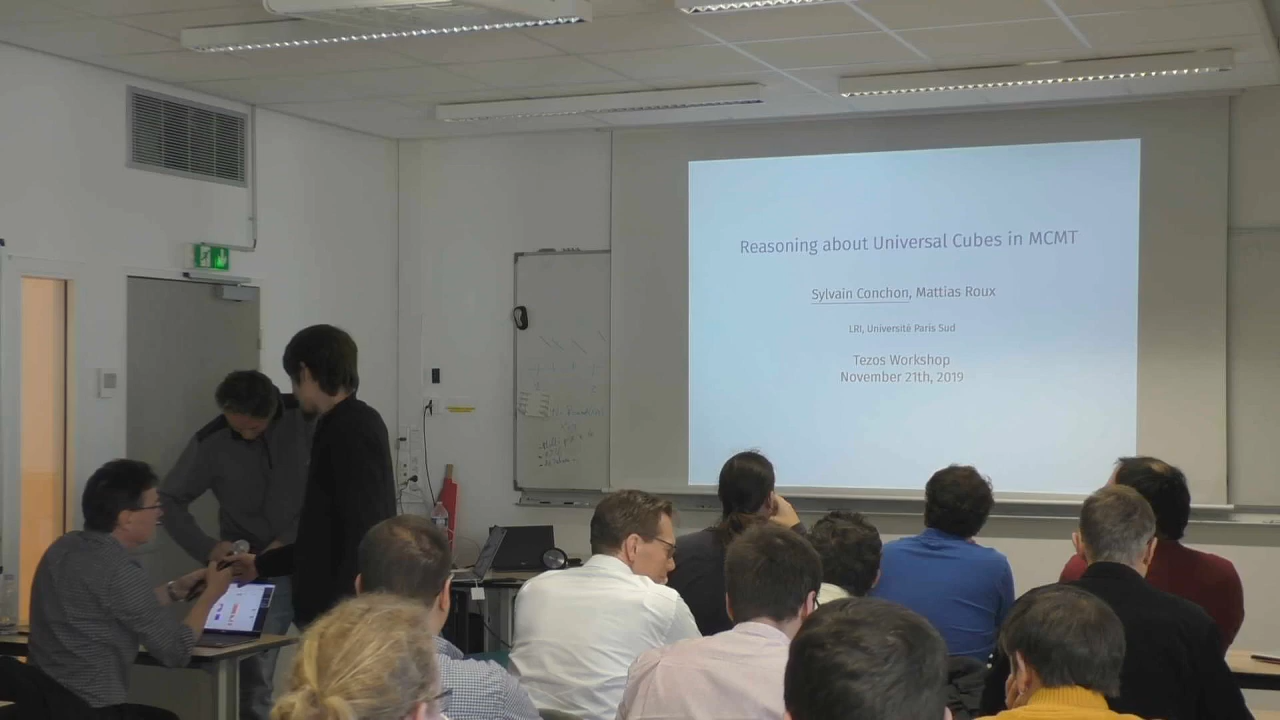 Reasoning about Universal Cubes in MCMT
Sylvain Conchon, Mattias Roux
LRI, Université Paris Sud
Tezos Workshop
November 21th, 2019